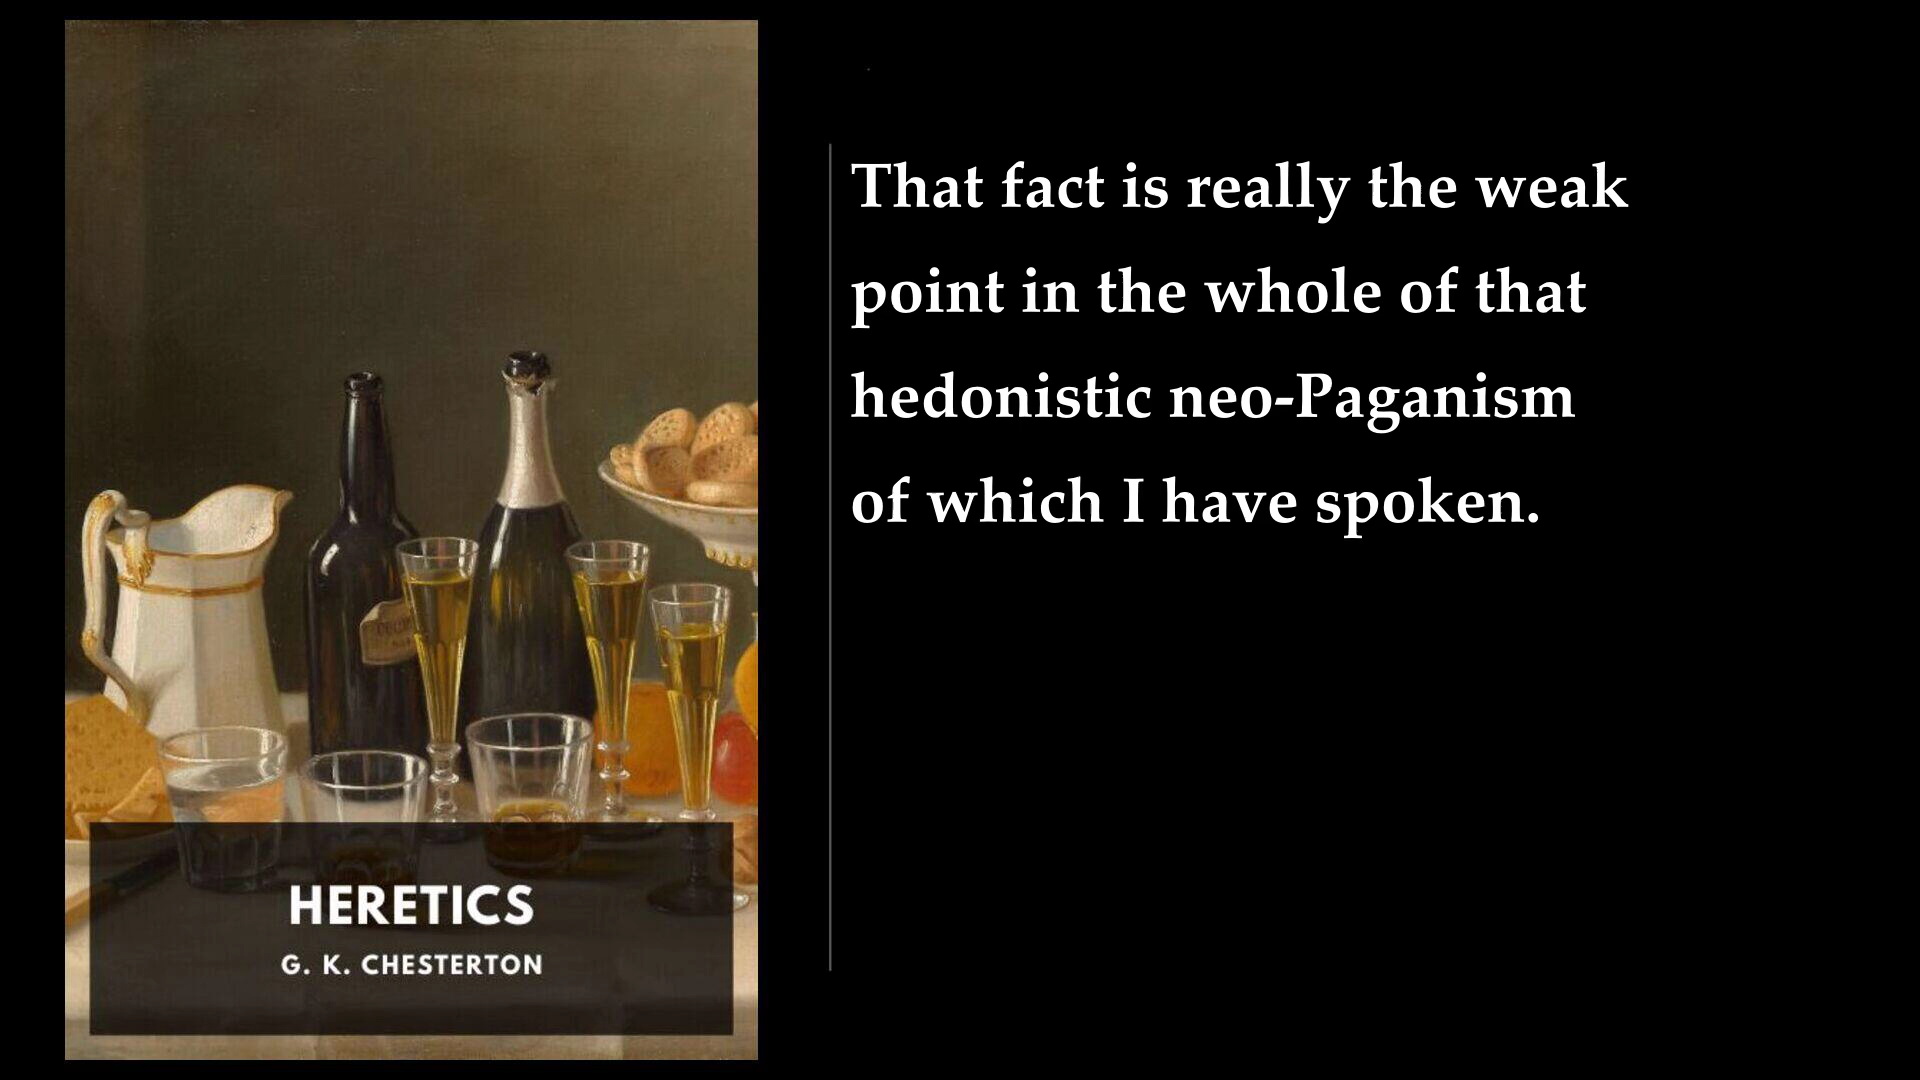 That fact is really the weak
point in the whole of that
hedonistic neo-Paganism
of which I have spoken.
HERETICS
G. K. CHESTERTON